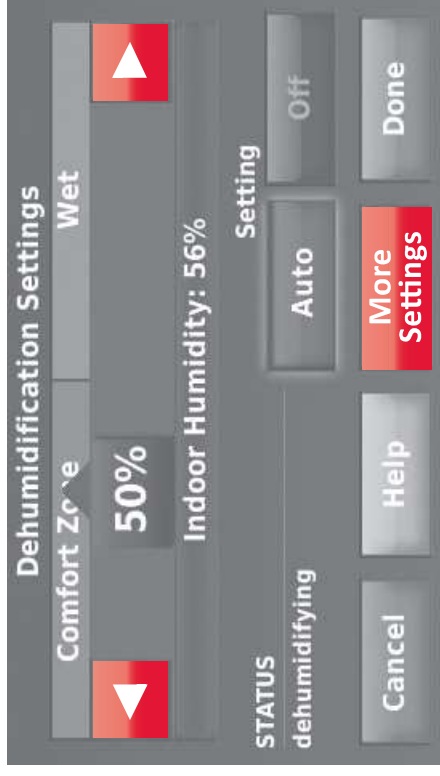 Dehumidification Settings
Comfort Zone
Wet
50%
Indoor Humidity: 56%
STATUS
dehumidifying
Setting
Auto
Off
Cancel
Help
More
Settings
Done